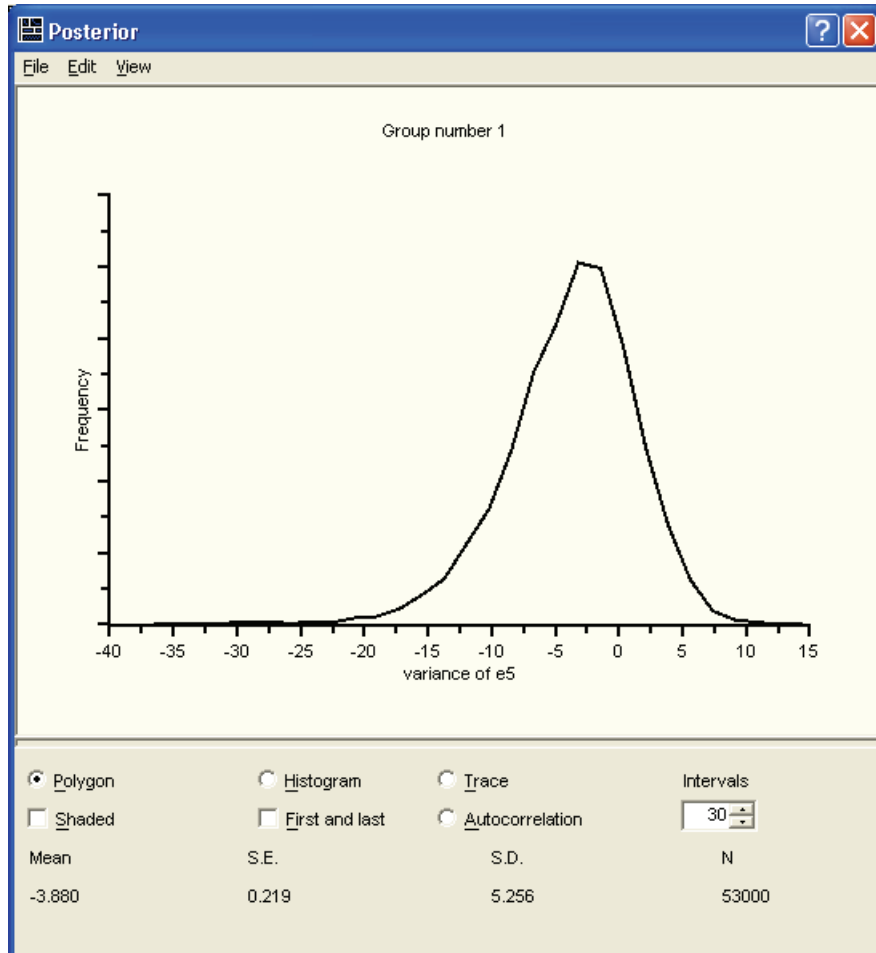 Posterior
File Edit View
Group number 1
Frequency
-40 -35 -30 -25 -20 -15 -10 -5 0 5 10 15
variance of e5
Polygon Histogram Trace Intervals
Shaded First and last Autocorrelation 30
Mean S.E. S.D. N
-3.880 0.219 5.256 53000